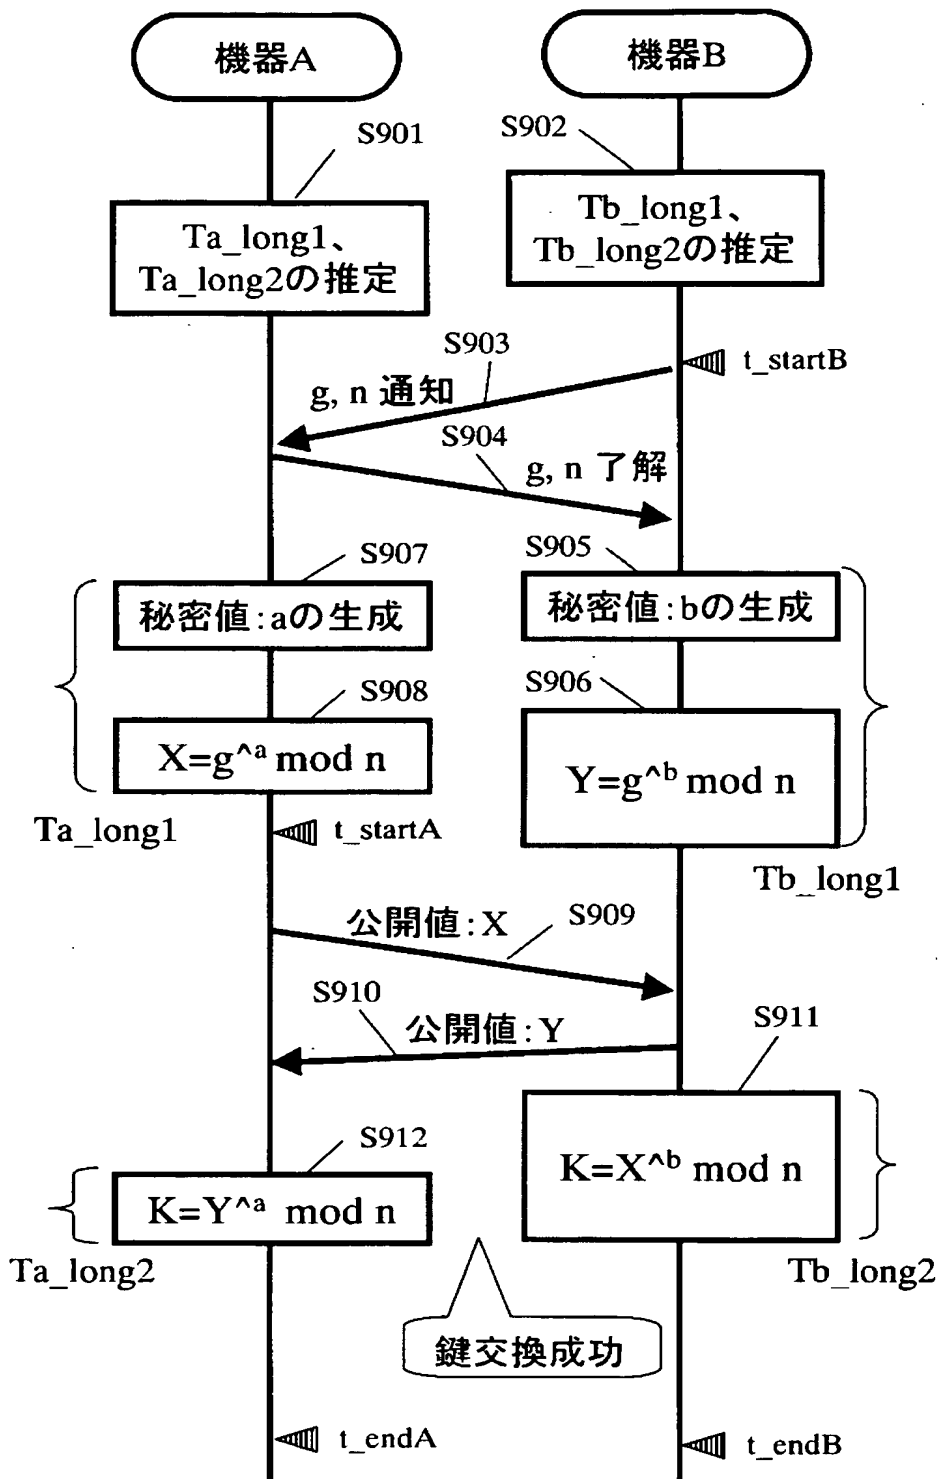 機器A
機器B
S901
S902
Ta_long1、
Ta_long2の推定
Tb_long1、
Tb_long2の推定
S903
t_startB
g, n 通知
S904
g, n 了解
S907
S905
秘密値:aの生成
秘密値:bの生成
S908
S906
X=g^a mod n
Y=g^b mod n
Ta_long1
t_startA
Tb_long1
公開値:X
S909
S910
公開値:Y
S911
S912
K=X^b mod n
K=Y^a mod n
Ta_long2
Tb_long2
鍵交換成功
t_endA
t_endB